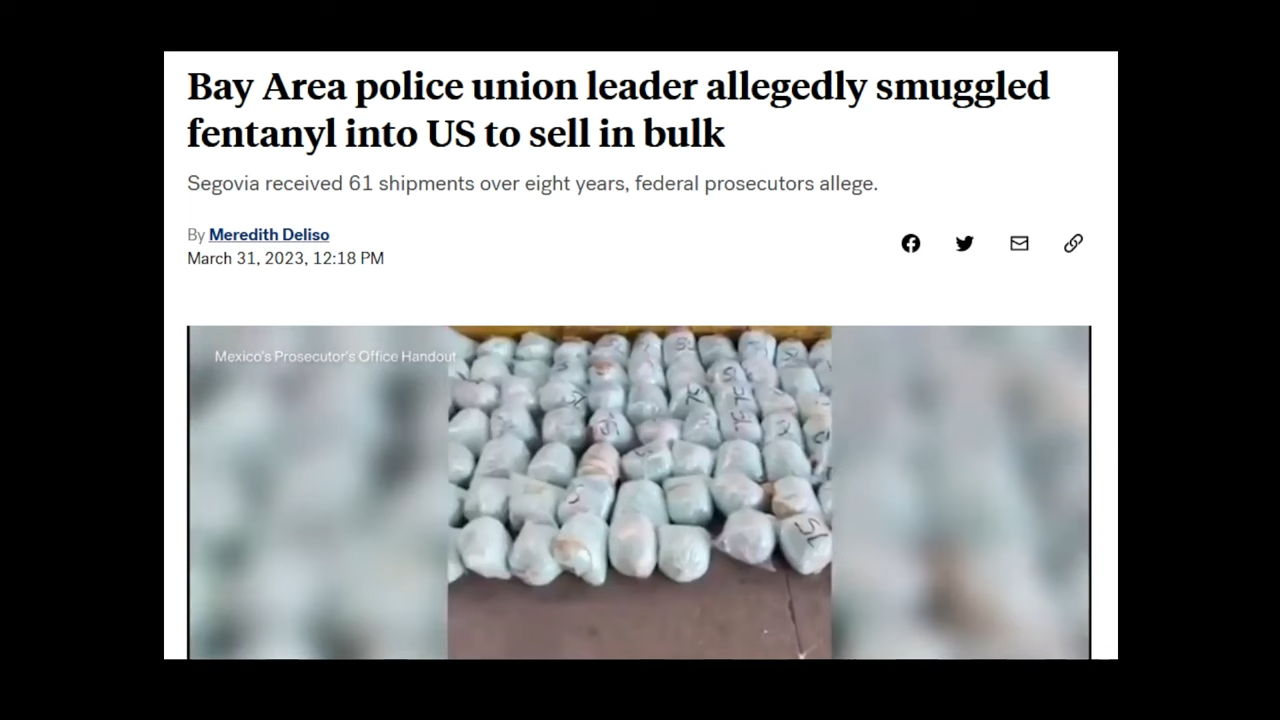 Bay Area police union leader allegedly smuggled
fentanyl into US to sell in bulk
Segovia received 61 shipments over eight years, federal prosecutors allege.
By Meredith Deliso
March 31, 2023, 12:18 PM
Mexico's Prosecutor's Office Handout